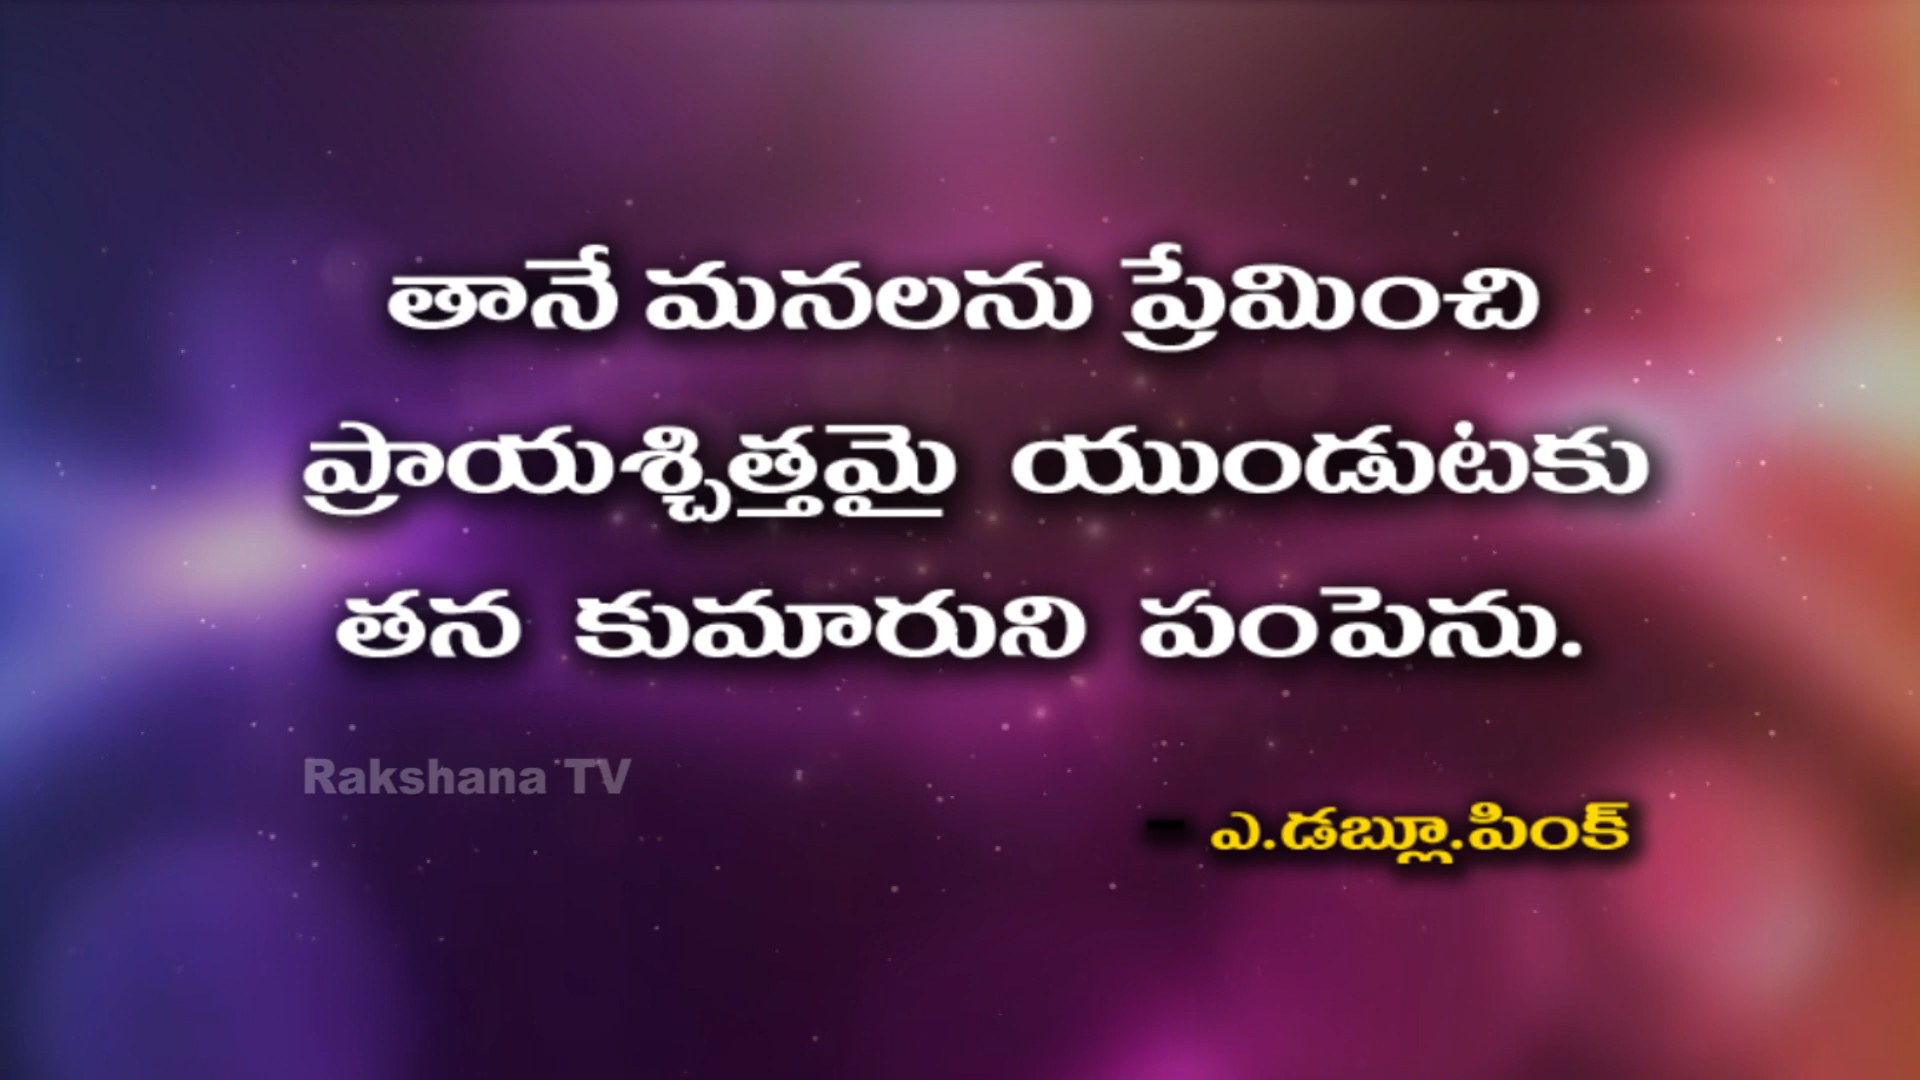 తానే మనలను ప్రేమించి
ప్రాయశ్చిత్తమై యుండుటకు
తన కుమారుని పంపెను.
Rakshana TV
- ఎ.డబ్లూ.పింక్